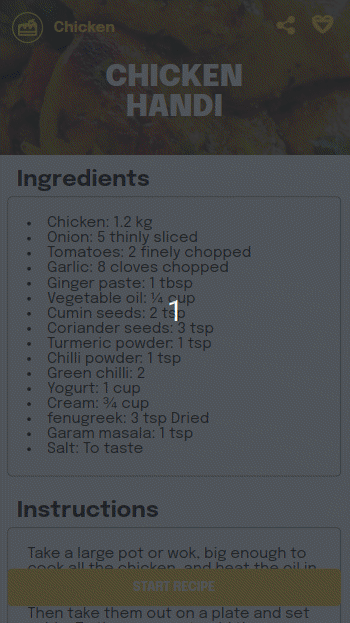 Chicken
CHICKEN
HANDI
Ingredients
• Chicken: 1.2 kg
• Onion: 5 thinly sliced
• Tomatoes: 2 finely chopped
• Garlic: 8 cloves chopped
• Ginger paste: 1 tbsp
• Vegetable oil: ¼ cup
1
• Cumin seeds: 2 tsp
• Coriander seeds: 3 tsp
• Turmeric powder: 1 tsp
• Chilli powder: 1 tsp
• Green chilli: 2
• Yogurt: 1 cup
• Cream: ¾ cup
• fenugreek: 3 tsp Dried
• Garam masala: 1 tsp
• Salt: To taste
Instructions
Take a large pot or wok, big enough to
cook all the chicken, and heat the oil in
START RECIPE
Then take them out on a plate and set